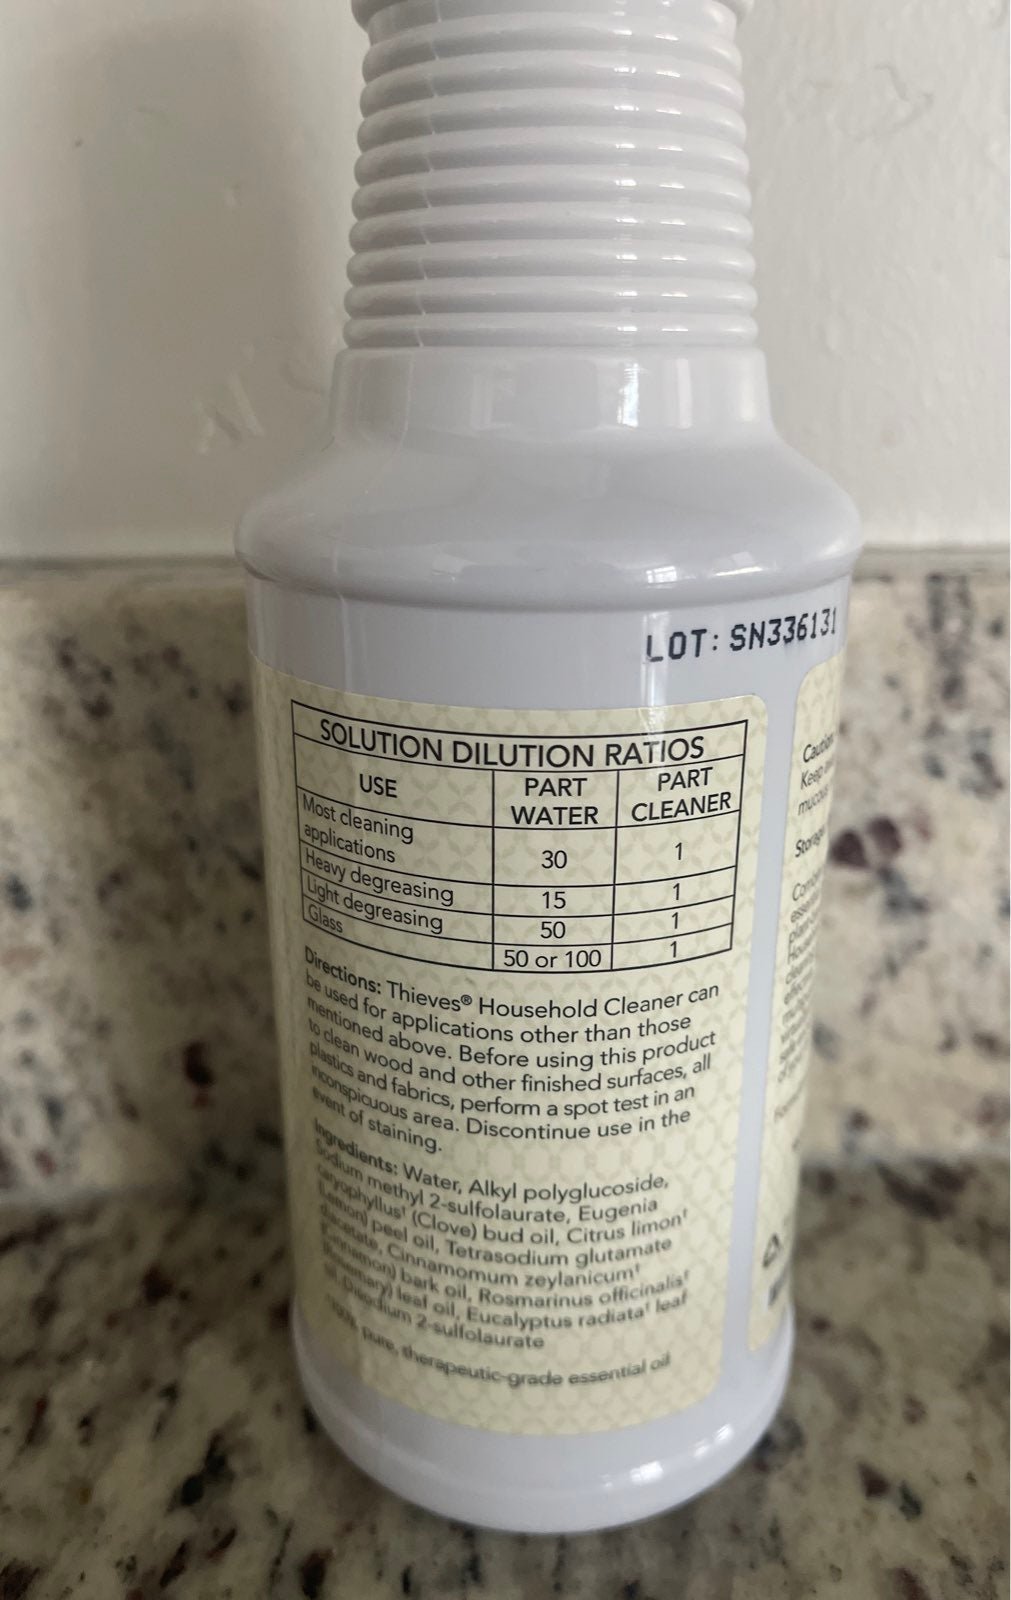 LOT: SN336131
SOLUTION DILUTION RATIOS
USE PART WATER PART CLEANER
Most cleaning applications 30 1
Heavy degreasing 15 1
Light degreasing 50 1
Glass 50 or 100 1
Directions: Thieves® Household Cleaner can
be used for applications other than those
mentioned above. Before using this product
to clean wood and other finished surfaces, all
plastics and fabrics, perform a spot test in an
inconspicuous area. Discontinue use in the
event of staining.
Ingredients: Water, Alkyl polyglucoside,
Sodium methyl 2-sulfolaurate, Eugenia
caryophyllus† (Clove) bud oil, Citrus limon†
(Lemon) peel oil, Tetrasodium glutamate
diacetate, Cinnamomum zeylanicum†
(Cinnamon) bark oil, Rosmarinus officinalis†
(Rosemary) leaf oil, Eucalyptus radiata† leaf
oil, Disodium 2-sulfolaurate
pure, therapeutic-grade essential oil
Keep